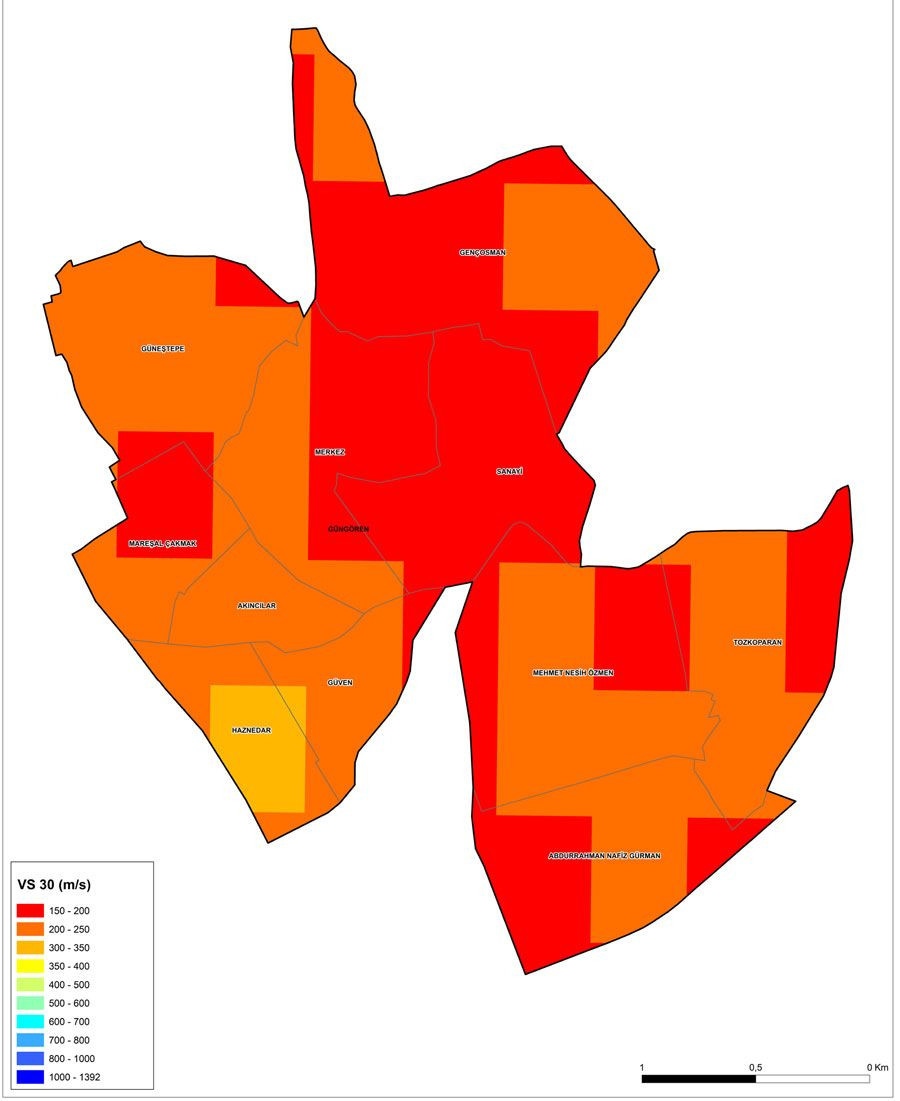 GENÇOSMAN
GÜNEŞTEPE
MERKEZ
SANAYİ
GÜNGÖREN
MAREŞAL ÇAKMAK
AKINCILAR
TOZKOPARAN
MEHMET NESİH ÖZMEN
GÜVEN
HAZNEDAR
ABDURRAHMAN NAFİZ GÜRMAN
VS 30 (m/s)
150 - 200
200 - 250
300 - 350
350 - 400
400 - 500
500 - 600
600 - 700
700 - 800
800 - 1000
1000 - 1392
1 0,5 0 Km